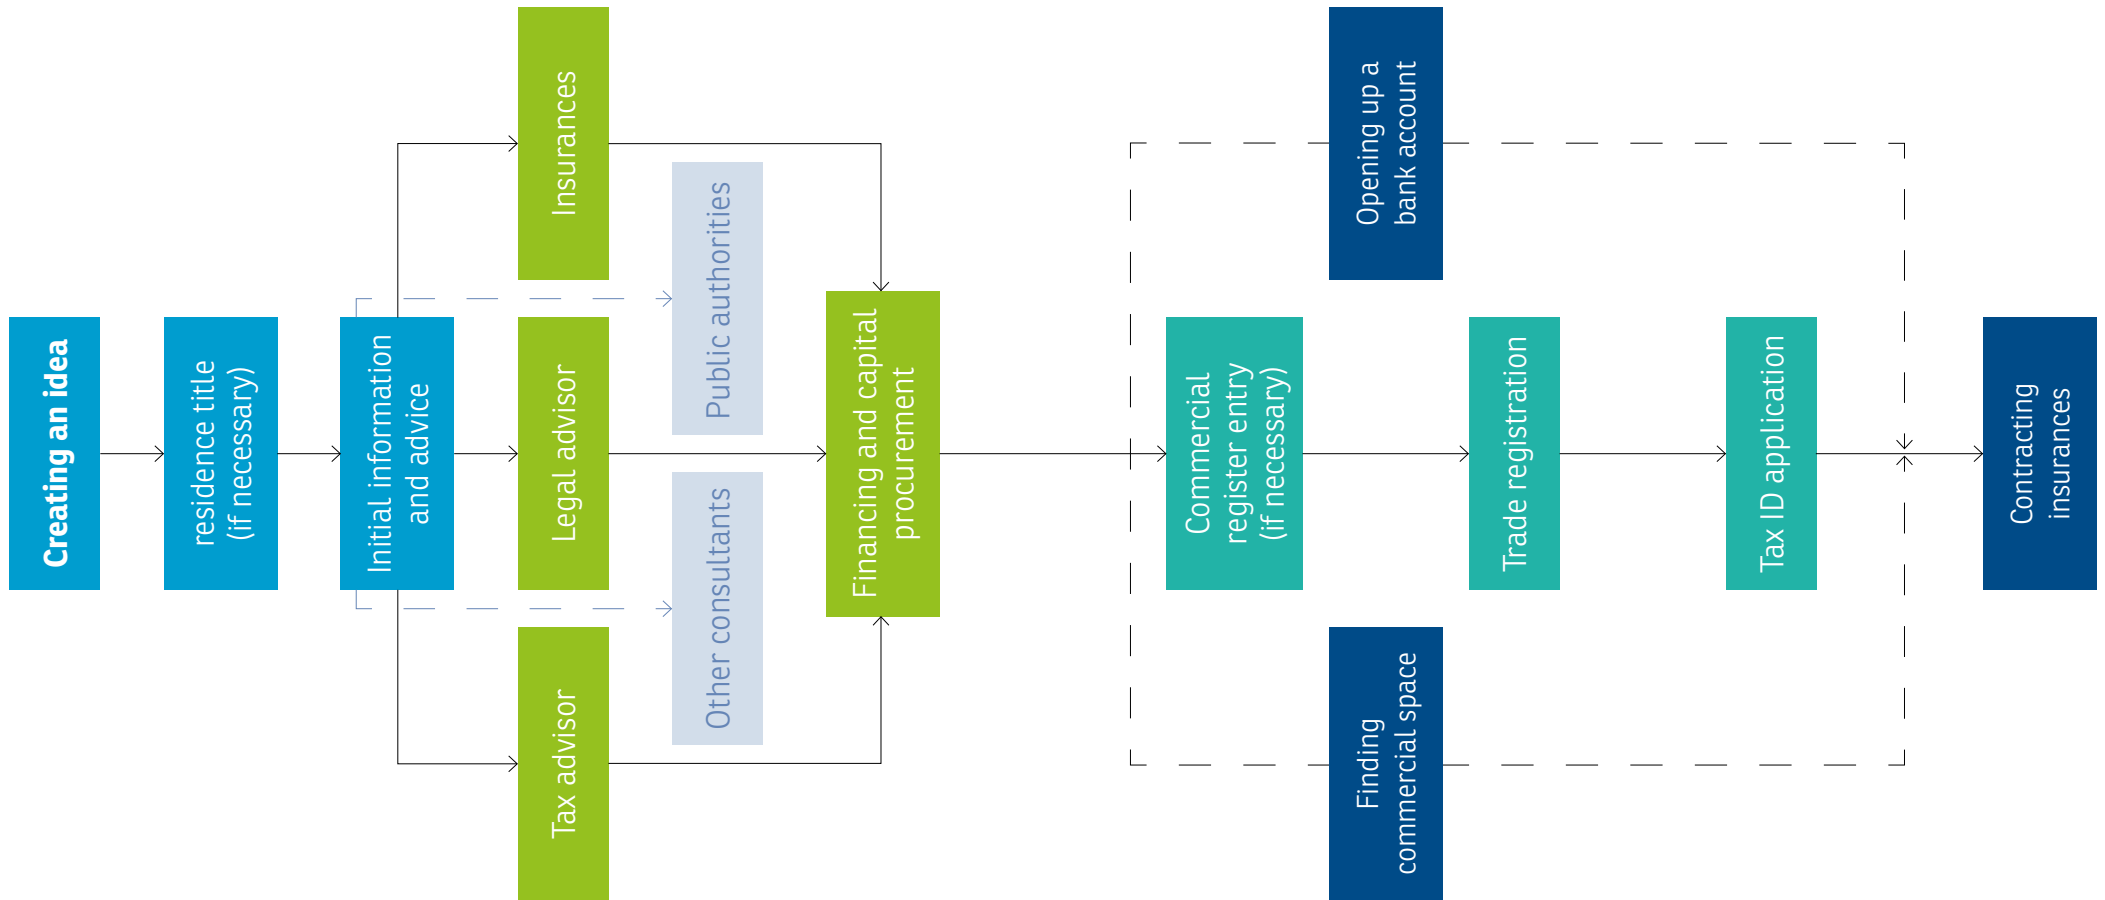 Creating an idea
residence title
(if necessary)
Initial information
and advice
Tax advisor
Legal advisor
Insurances
Other consultants
Public authorities
Financing and capital
procurement
Commercial
register entry
(if necessary)
Finding
commercial space
Opening up a
bank account
Trade registration
Tax ID application
Contracting
insurances